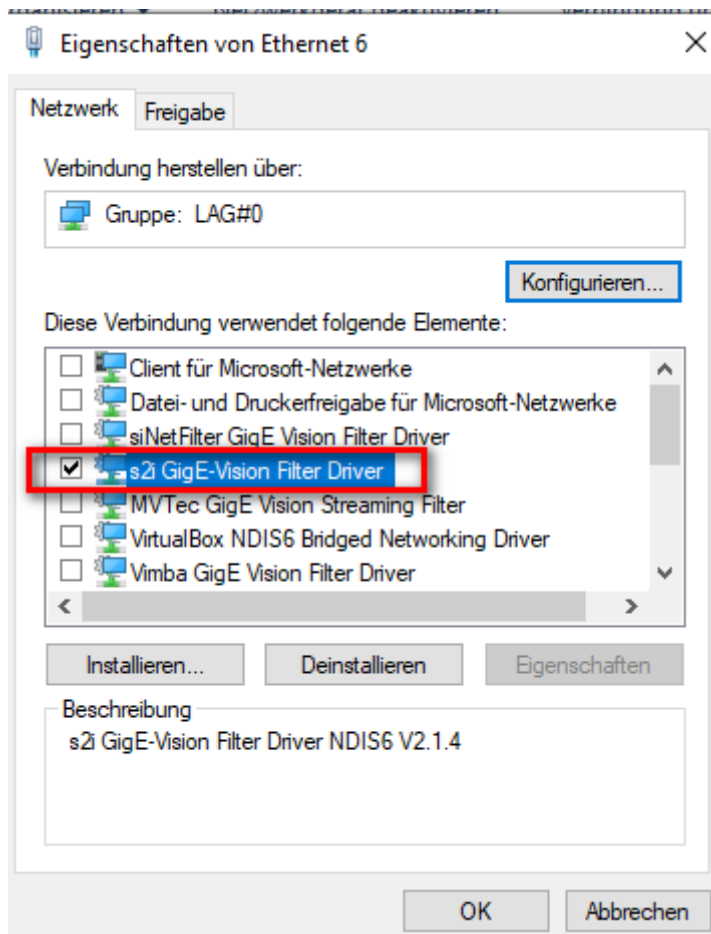 Eigenschaften von Ethernet 6
Netzwerk Freigabe
Verbindung herstellen über:
Gruppe: LAG#0
Konfigurieren...
Diese Verbindung verwendet folgende Elemente:
Client für Microsoft-Netzwerke
Datei- und Druckerfreigabe für Microsoft-Netzwerke
siNetFilter GigE Vision Filter Driver
s2i GigE-Vision Filter Driver
MVTec GigE Vision Streaming Filter
VirtualBox NDIS6 Bridged Networking Driver
Vimba GigE Vision Filter Driver
Installieren... Deinstallieren Eigenschaften
Beschreibung
s2i GigE-Vision Filter Driver NDIS6 V2.1.4
OK Abbrechen